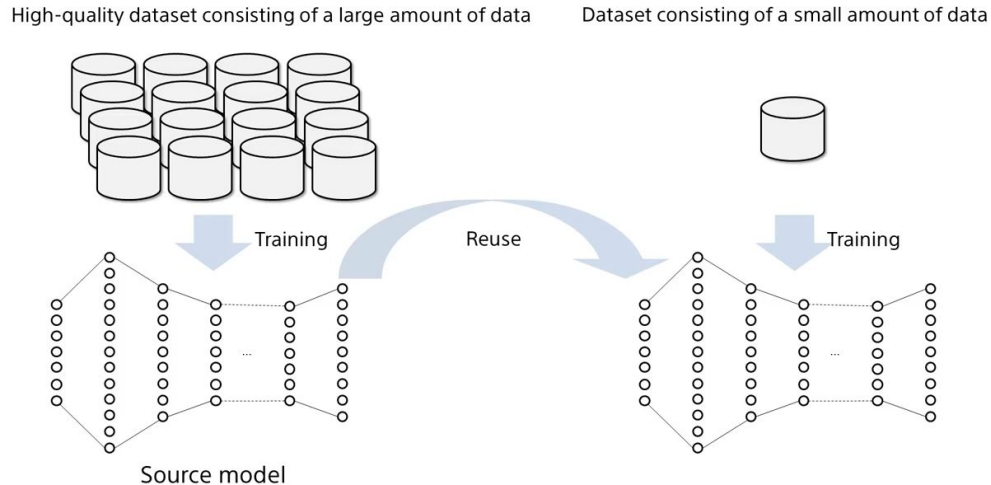 High-quality dataset consisting of a large amount of data
Dataset consisting of a small amount of data
Training
Reuse
Training
...
...
Source model